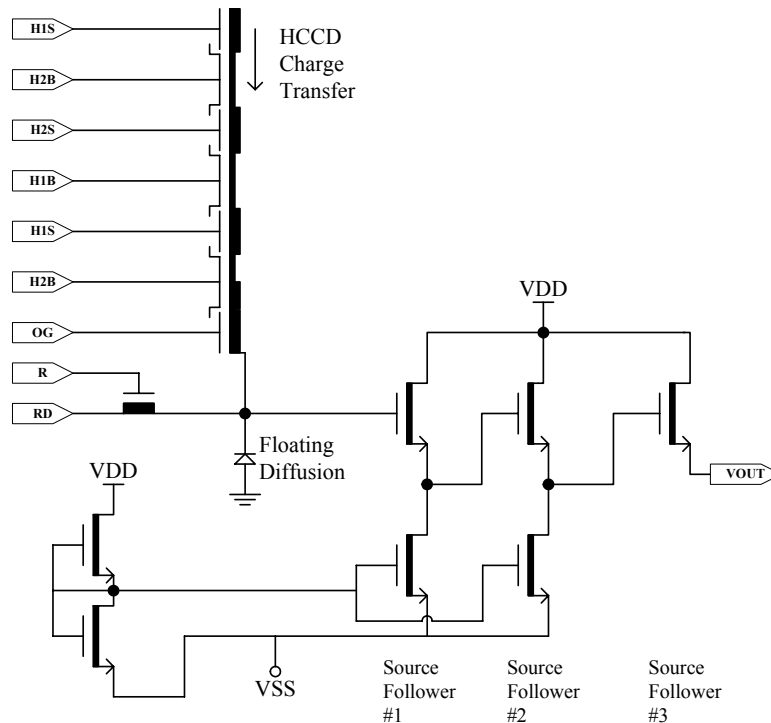 H1S
HCCD
Charge
Transfer
H2B
H2S
H1B
H1S
H2B
OG
R
RD
VDD
Floating
Diffusion
VDD
VOUT
VSS
Source
Follower
#1
Source
Follower
#2
Source
Follower
#3